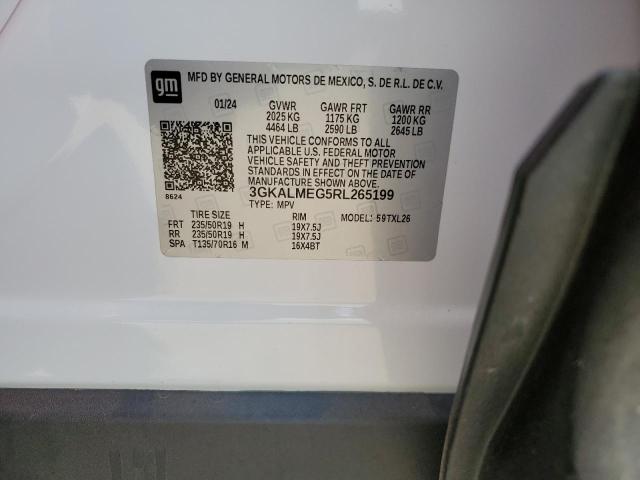 gm
MFD BY GENERAL MOTORS DE MEXICO, S. DE R.L. DE C.V.
01/24 GVWR GAWR FRT GAWR RR
2025 KG 1175 KG 1200 KG
4464 LB 2590 LB 2645 LB
THIS VEHICLE CONFORMS TO ALL
APPLICABLE U.S. FEDERAL MOTOR
VEHICLE SAFETY AND THEFT PREVENTION
STANDARDS IN EFFECT ON THE DATE OF
MANUFACTURE SHOWN ABOVE.
8624
3GKALMEG5RL265199
TYPE: MPV MODEL: 59TXL26
TIRE SIZE RIM
FRT 235/50R19 H 19X7.5J
RR 235/50R19 H 19X7.5J
SPA T135/70R16 M 16X4BT